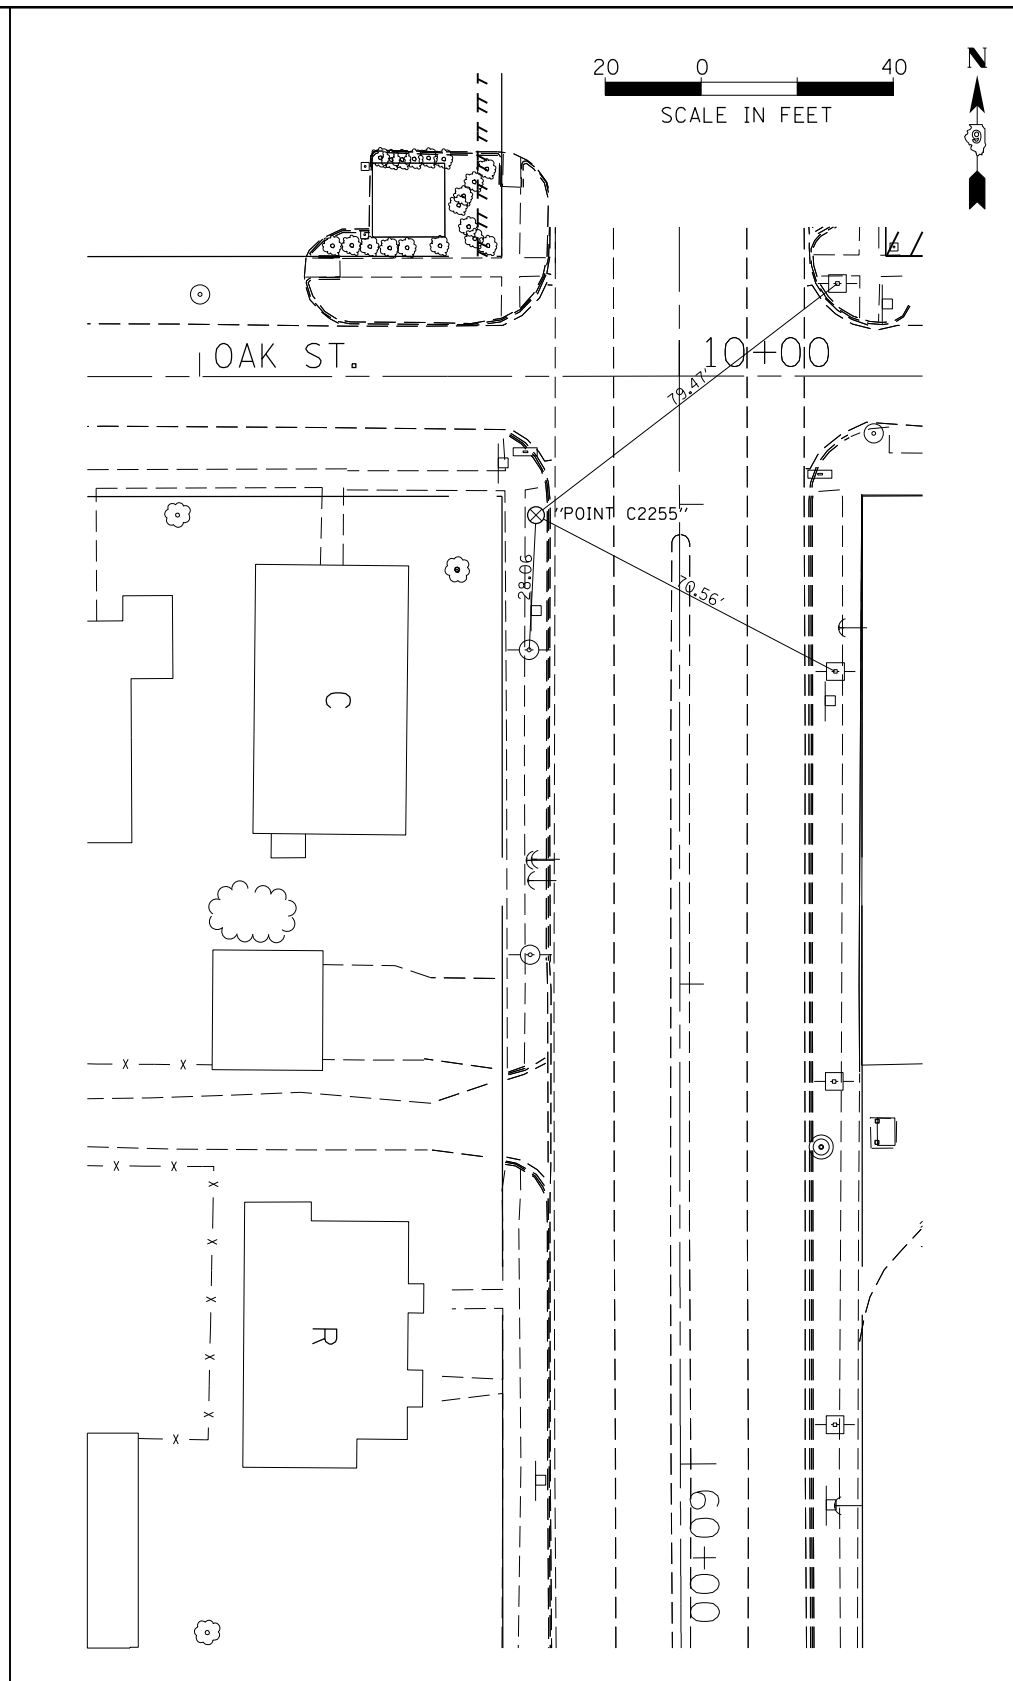 N
20 0 40
SCALE IN FEET
OAK ST.
10+00
79.47'
"POINT C2255"
28.06
70.56'
C
X X
X X
X
X
X
X
X
X
R
609+00